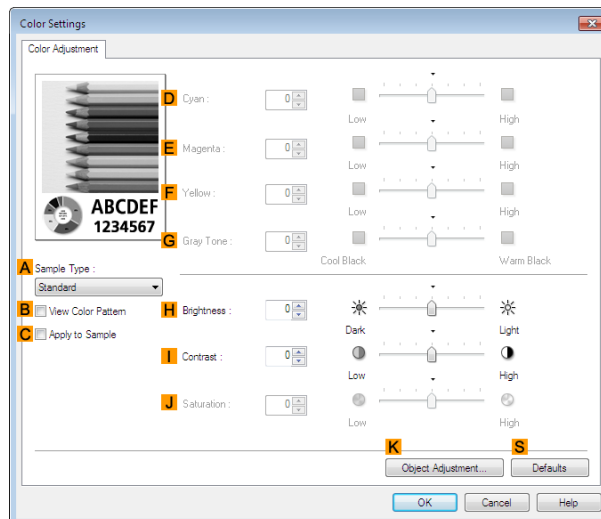 Color Settings
Color Adjustment
D Cyan : 0
Low High
E Magenta : 0
Low High
F Yellow : 0
Low High
ABCDEF
1234567
G Gray Tone : 0
Cool Black Warm Black
A Sample Type :
Standard
B View Color Pattern
C Apply to Sample
H Brightness : 0
Dark Light
I Contrast : 0
Low High
J Saturation : 0
Low High
K S
Object Adjustment... Defaults
OK Cancel Help